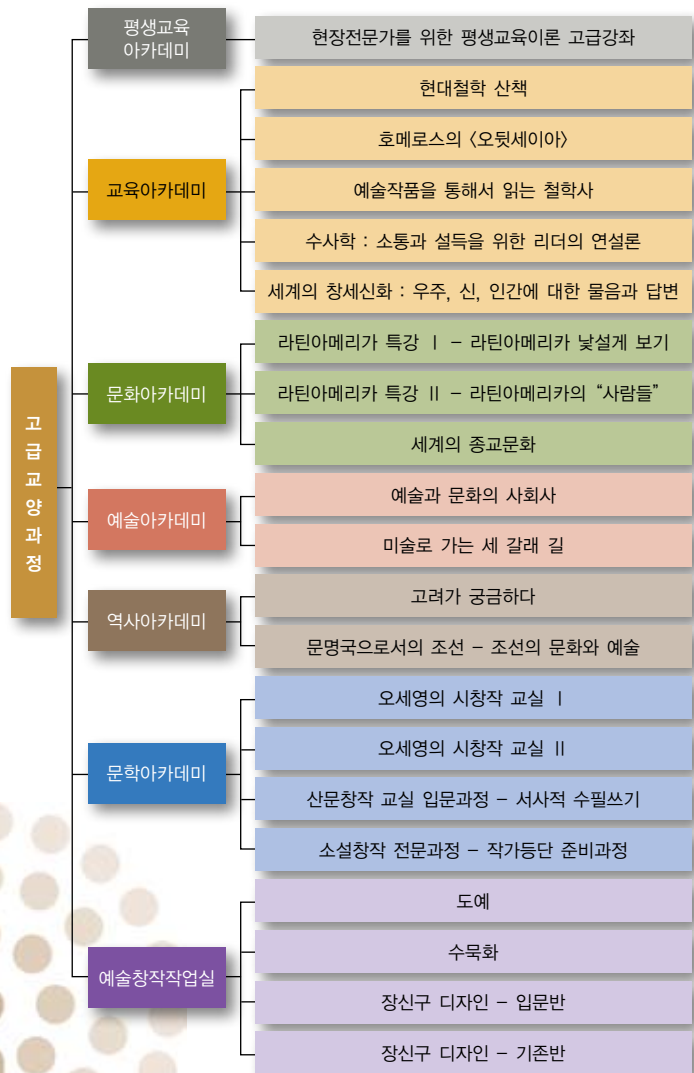 고급교양과정
평생교육
아카데미
현장전문가를 위한 평생교육이론 고급강좌
교육아카데미
현대철학 산책
호메로스의 〈오뒷세이아〉
예술작품을 통해서 읽는 철학사
수사학 : 소통과 설득을 위한 리더의 연설론
세계의 창세신화 : 우주, 신, 인간에 대한 물음과 답변
문화아카데미
라틴아메리가 특강 Ⅰ - 라틴아메리카 낯설게 보기
라틴아메리카 특강 Ⅱ - 라틴아메리카의 “사람들”
세계의 종교문화
예술아카데미
예술과 문화의 사회사
미술로 가는 세 갈래 길
역사아카데미
고려가 궁금하다
문명국으로서의 조선 - 조선의 문화와 예술
문학아카데미
오세영의 시창작 교실 Ⅰ
오세영의 시창작 교실 Ⅱ
산문창작 교실 입문과정 - 서사적 수필쓰기
소설창작 전문과정 - 작가등단 준비과정
예술창작작업실
도예
수묵화
장신구 디자인 - 입문반
장신구 디자인 - 기존반